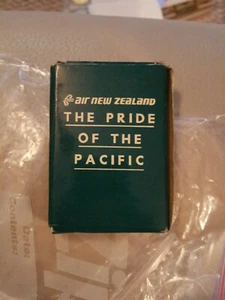 air new zealand
THE PRIDE
OF THE
PACIFIC